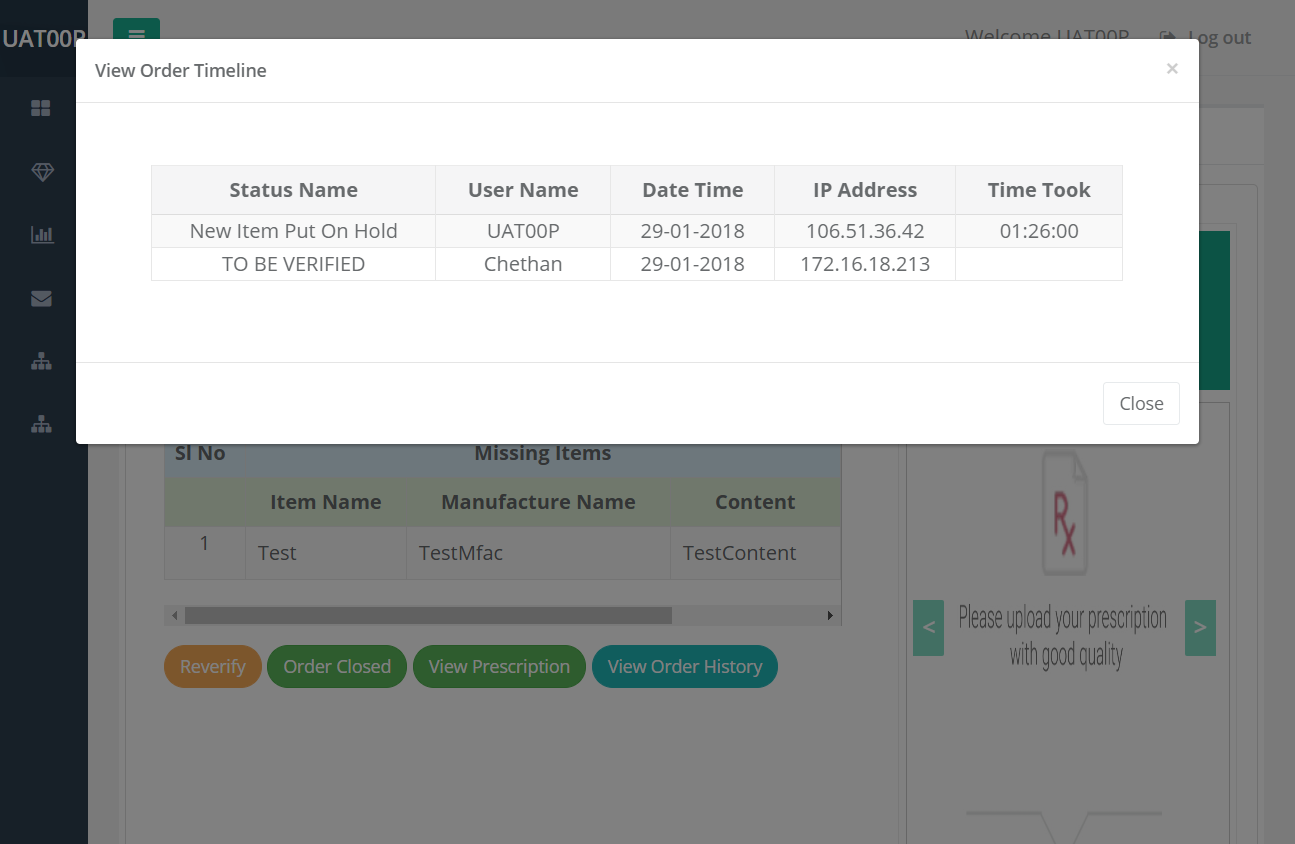 UAT00P
Welcome UAT00P Log out
View Order Timeline ×
Status Name User Name Date Time IP Address Time Took
New Item Put On Hold UAT00P 29-01-2018 106.51.36.42 01:26:00
TO BE VERIFIED Chethan 29-01-2018 172.16.18.213
Close
Sl No Missing Items
Item Name Manufacture Name Content
1 Test TestMfac TestContent
Rx
< Please upload your prescription >
with good quality
Reverify Order Closed View Prescription View Order History